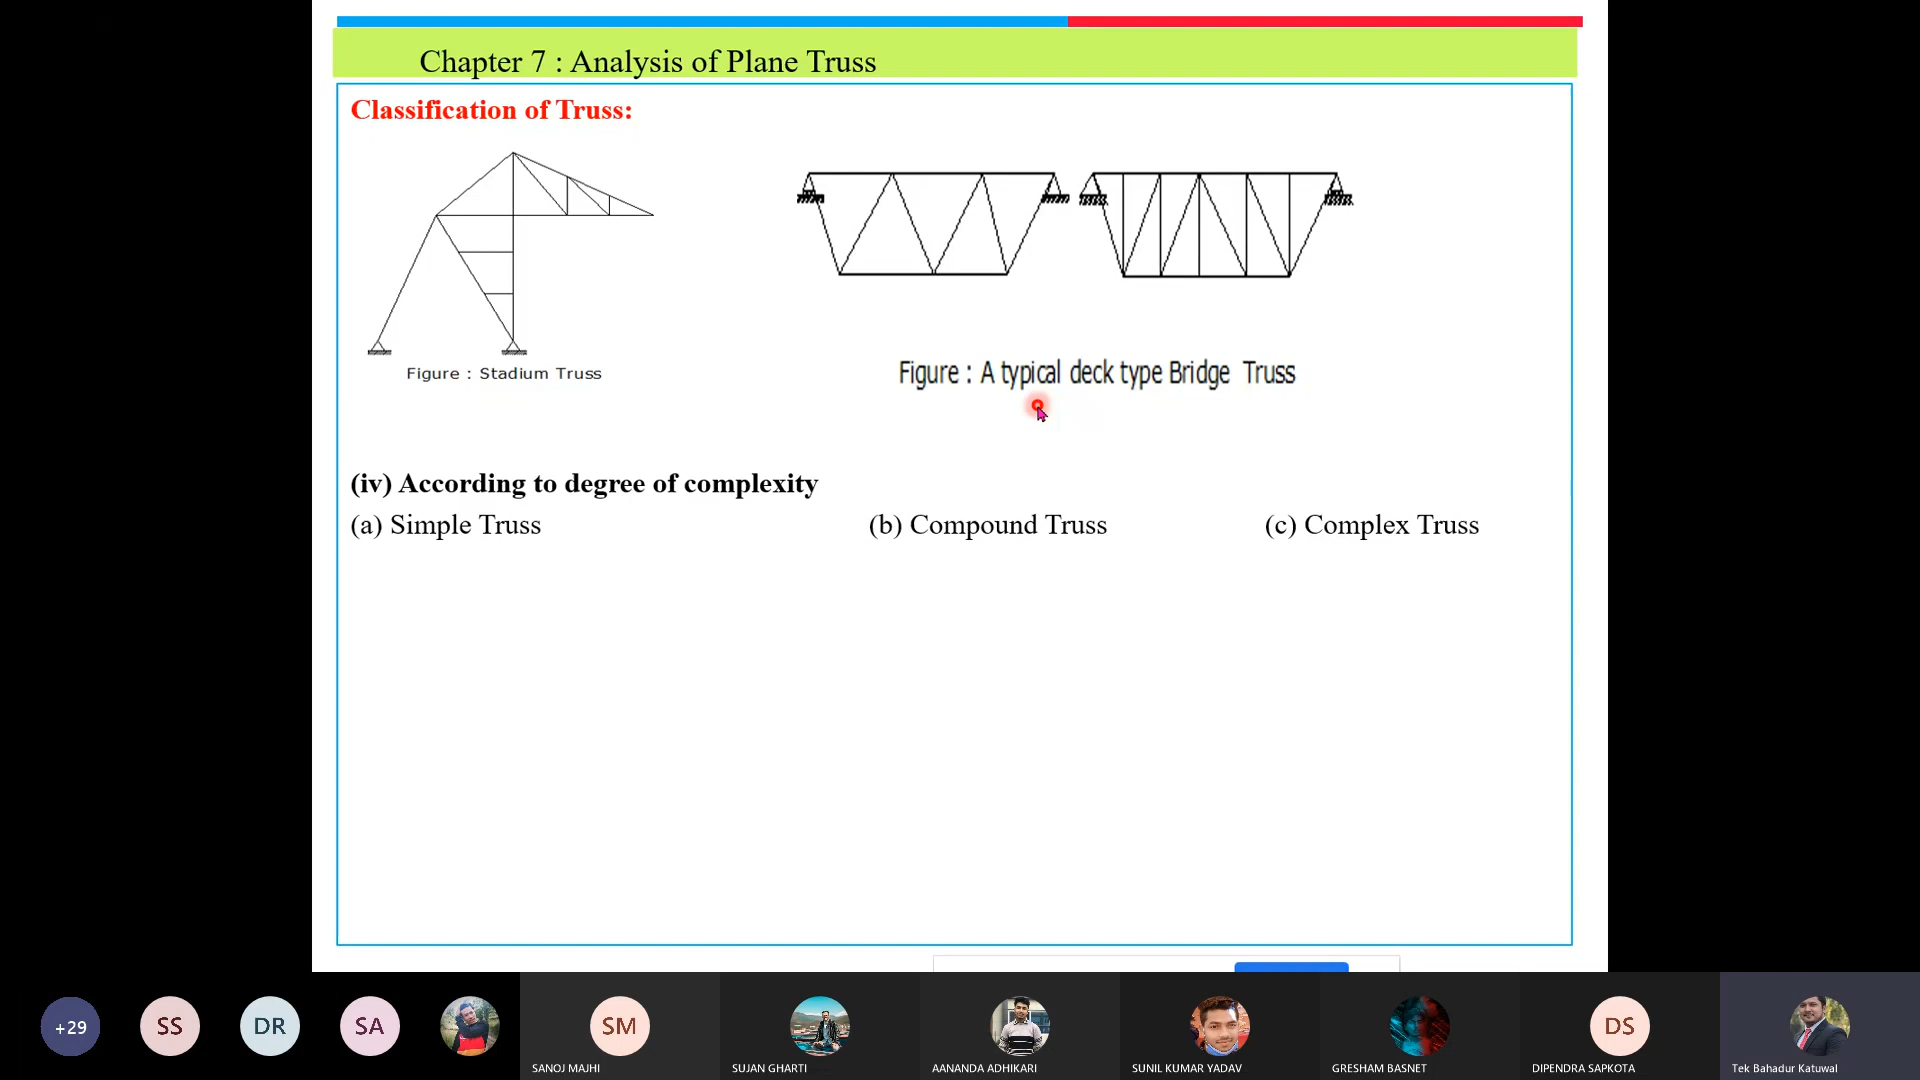 Chapter 7 : Analysis of Plane Truss
Classification of Truss:
Figure : Stadium Truss
Figure : A typical deck type Bridge Truss
(iv) According to degree of complexity
(a) Simple Truss (b) Compound Truss (c) Complex Truss
+29 SS DR SA SM DS
SANOJ MAJHI SUJAN GHARTI AANANDA ADHIKARI SUNIL KUMAR YADAV GRESHAM BASNET DIPENDRA SAPKOTA Tek Bahadur Katuwal